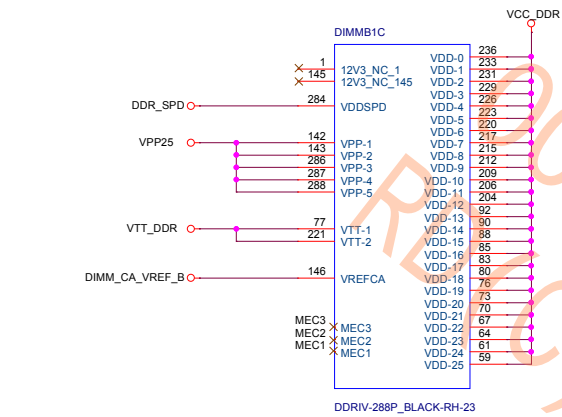 VCC_DDR
DIMMB1C
1 12V3_NC_1
145 12V3_NC_145
DDR_SPD 284 VDDSPD
VPP25 142 VPP-1
143 VPP-2
286 VPP-3
287 VPP-4
288 VPP-5
VTT_DDR 77 VTT-1
221 VTT-2
DIMM_CA_VREF_B 146 VREFCA
MEC3 MEC3
MEC2 MEC2
MEC1 MEC1
VDD-0 236
VDD-1 233
VDD-2 231
VDD-3 229
VDD-4 226
VDD-5 223
VDD-6 220
VDD-7 217
VDD-8 215
VDD-9 212
VDD-10 209
VDD-11 206
VDD-12 204
VDD-13 92
VDD-14 90
VDD-15 88
VDD-16 85
VDD-17 83
VDD-18 80
VDD-19 76
VDD-20 73
VDD-21 70
VDD-22 67
VDD-23 64
VDD-24 61
VDD-25 59
DDRIV-288P_BLACK-RH-23